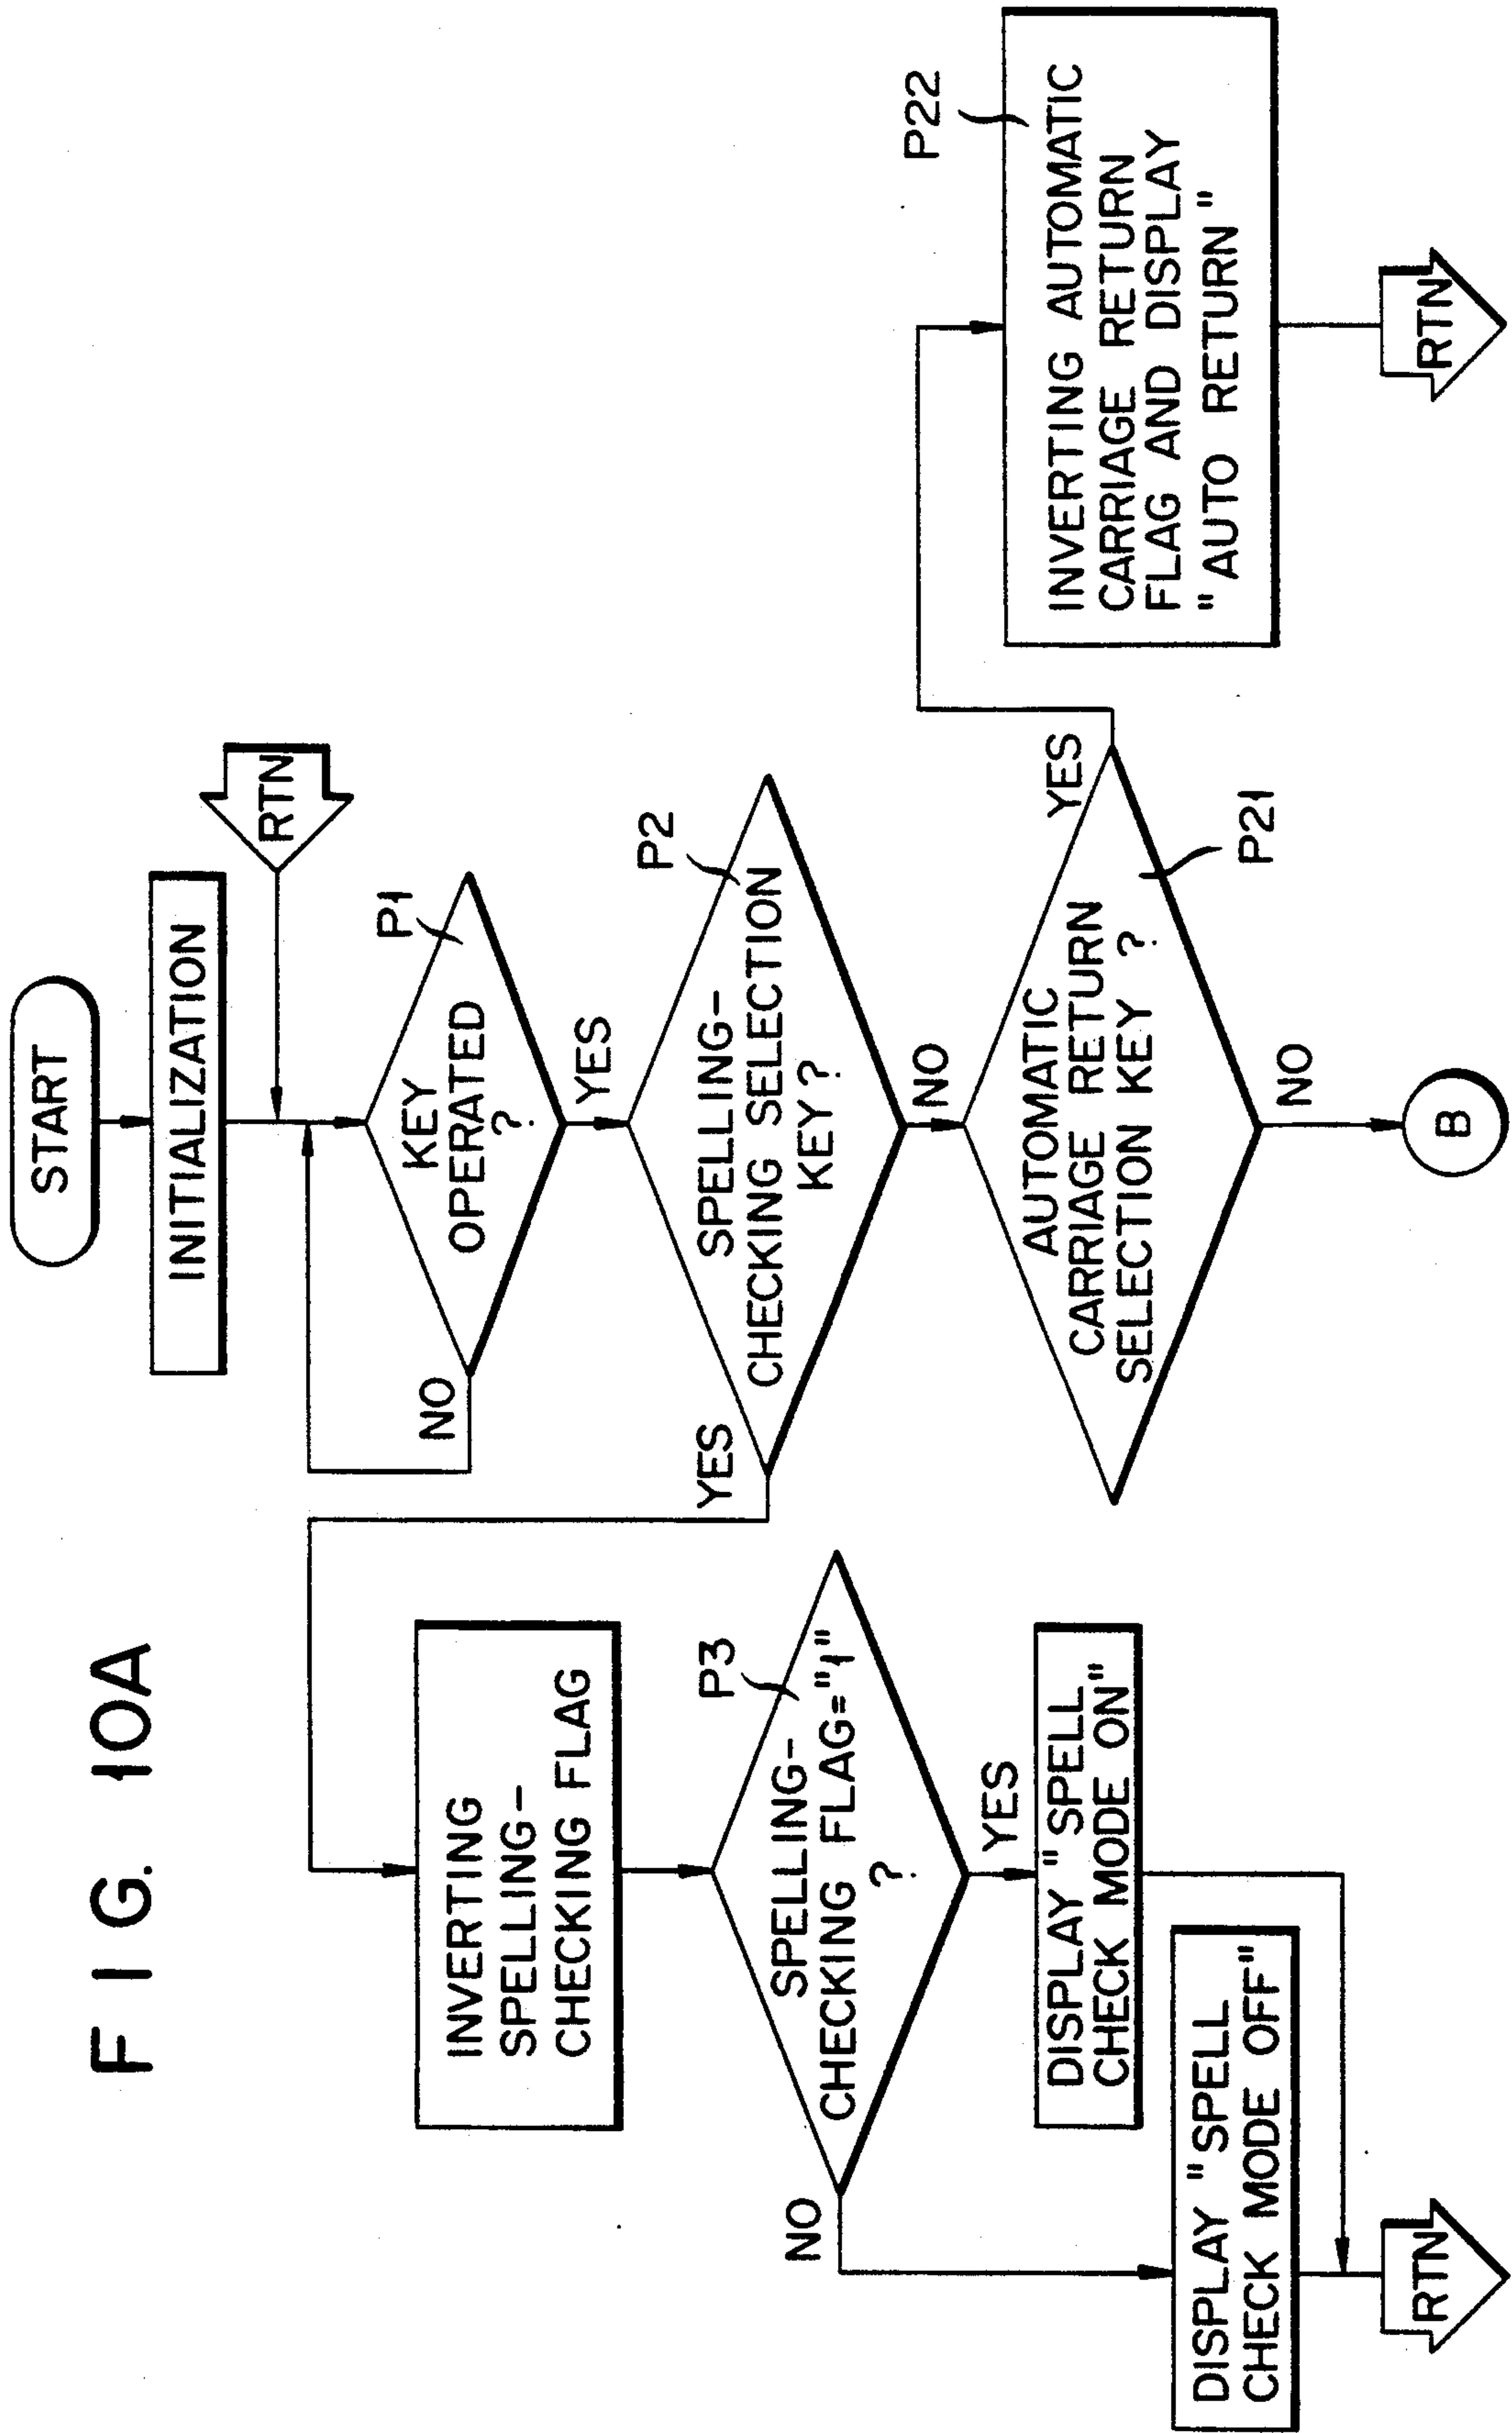 FIG. 10A
START
INITIALIZATION
RTN
P1
KEY
OPERATED
?
NO
YES
P2
SPELLING-
CHECKING SELECTION
KEY ?
YES
NO
INVERTING
SPELLING-
CHECKING FLAG
P3
SPELLING-
CHECKING FLAG="1"
?
NO
YES
DISPLAY "SPELL
CHECK MODE ON"
DISPLAY "SPELL
CHECK MODE OFF"
RTN
AUTOMATIC
CARRIAGE RETURN
SELECTION KEY ?
P21
YES
NO
B
P22
INVERTING AUTOMATIC
CARRIAGE RETURN
FLAG AND DISPLAY
"AUTO RETURN"
RTN